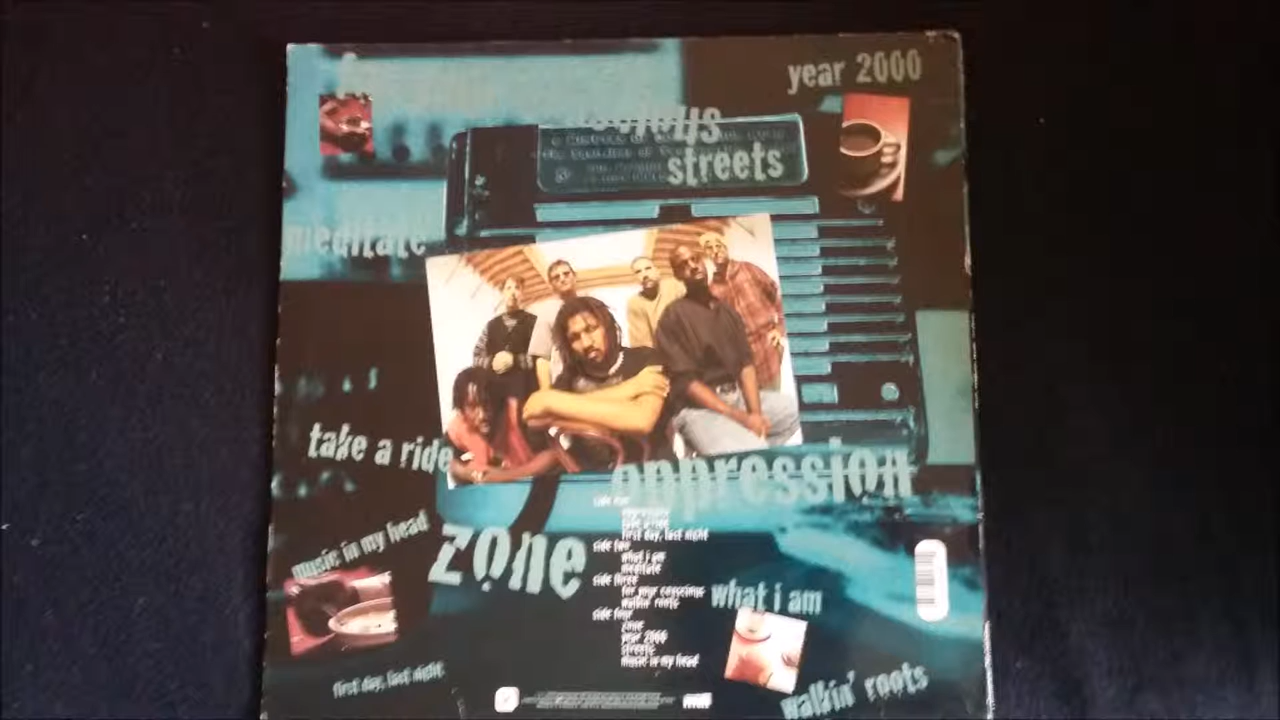 year 2000
streets
meditate
take a ride
oppression
music in my head
zone
what i am
first day, last night
walkin' roots
side one
oppression
take a ride
first day, last night
side two
what i am
meditate
side three
for your conscious
walkin' roots
side four
zone
year 2000
streets
music in my head